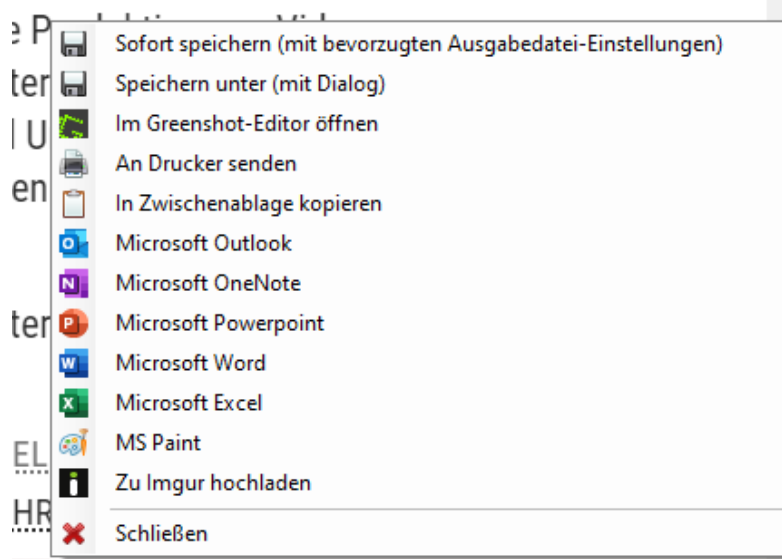 Sofort speichern (mit bevorzugten Ausgabedatei-Einstellungen)
Speichern unter (mit Dialog)
Im Greenshot-Editor öffnen
An Drucker senden
In Zwischenablage kopieren
Microsoft Outlook
Microsoft OneNote
Microsoft Powerpoint
Microsoft Word
Microsoft Excel
MS Paint
Zu Imgur hochladen
Schließen